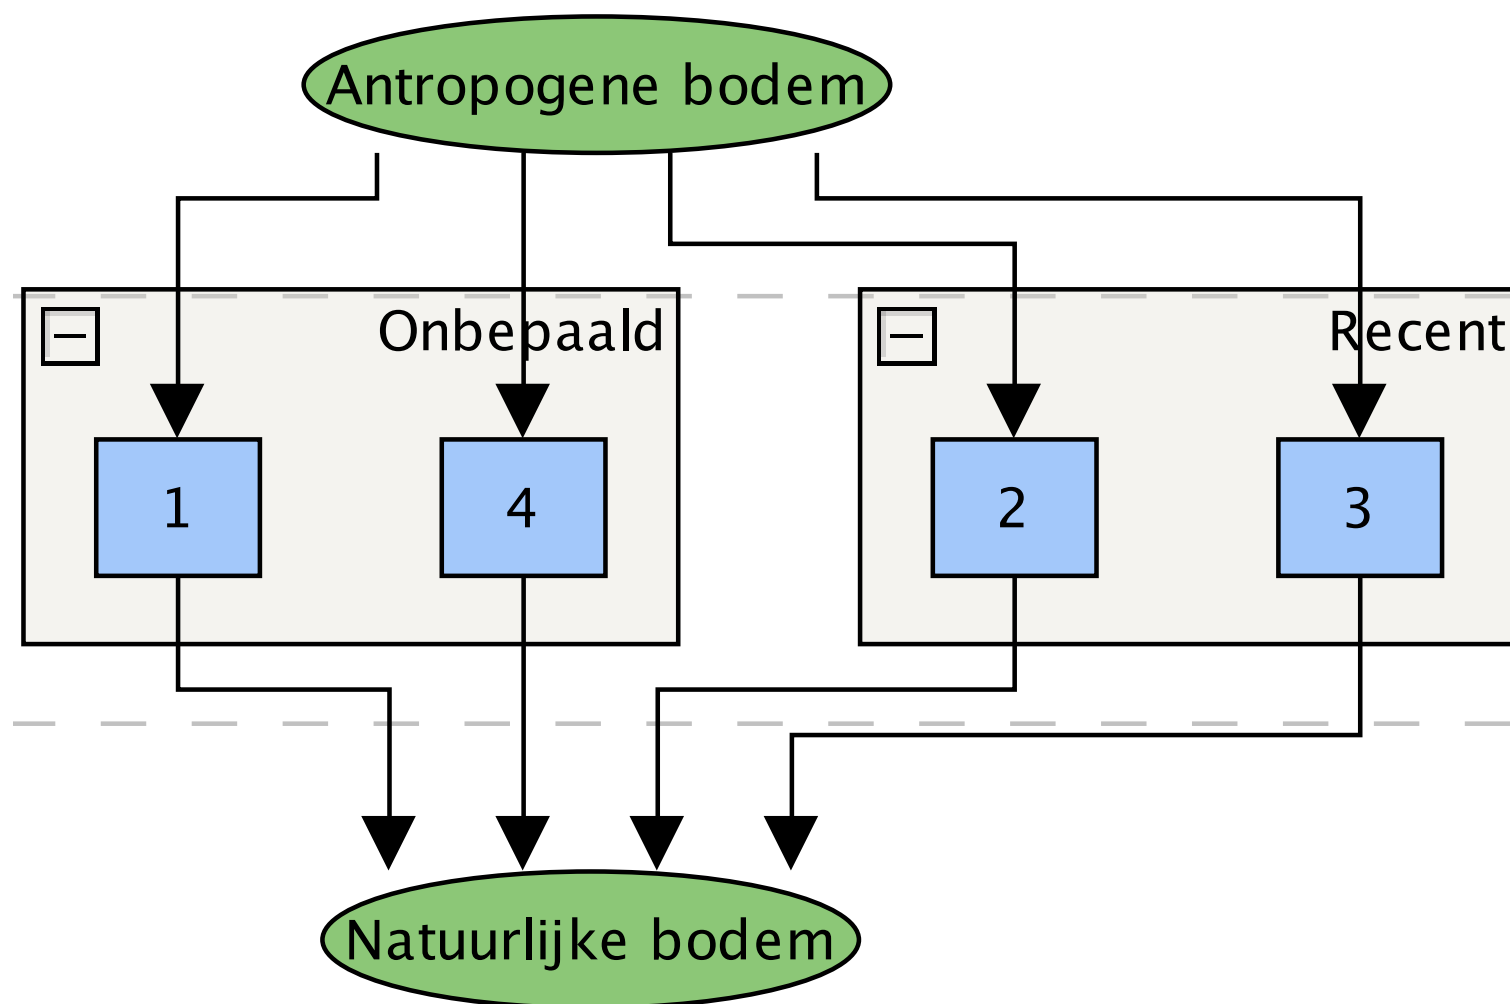 Antropogene bodem
Onbepaald
Recent
1
4
2
3
Natuurlijke bodem